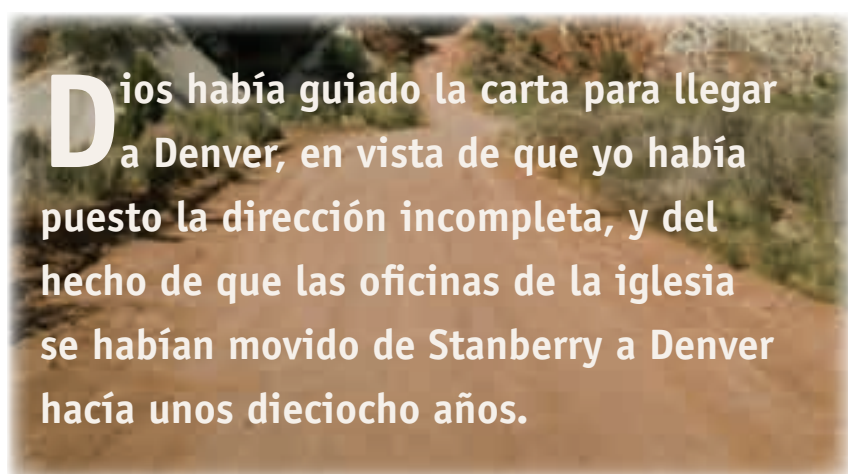 Dios había guiado la carta para llegar
a Denver, en vista de que yo había
puesto la dirección incompleta, y del
hecho de que las oficinas de la iglesia
se habían movido de Stanberry a Denver
hacía unos dieciocho años.